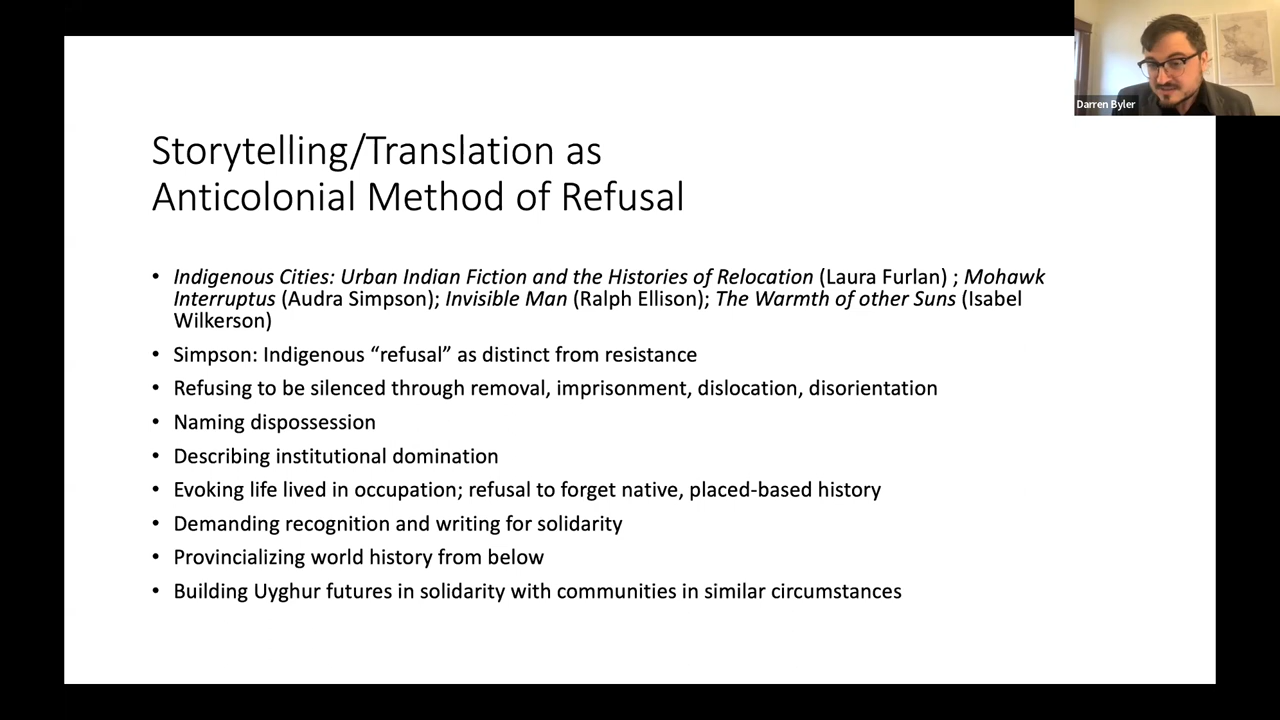 Darren Byler
Storytelling/Translation as
Anticolonial Method of Refusal
• Indigenous Cities: Urban Indian Fiction and the Histories of Relocation (Laura Furlan) ; Mohawk
Interruptus (Audra Simpson); Invisible Man (Ralph Ellison); The Warmth of other Suns (Isabel
Wilkerson)
• Simpson: Indigenous “refusal” as distinct from resistance
• Refusing to be silenced through removal, imprisonment, dislocation, disorientation
• Naming dispossession
• Describing institutional domination
• Evoking life lived in occupation; refusal to forget native, placed-based history
• Demanding recognition and writing for solidarity
• Provincializing world history from below
• Building Uyghur futures in solidarity with communities in similar circumstances